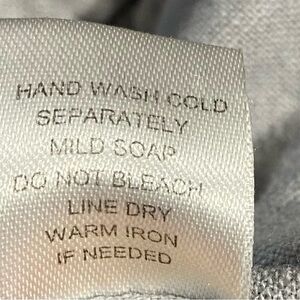 HAND WASH COLD
SEPARATELY
MILD SOAP
DO NOT BLEACH
LINE DRY
WARM IRON
IF NEEDED